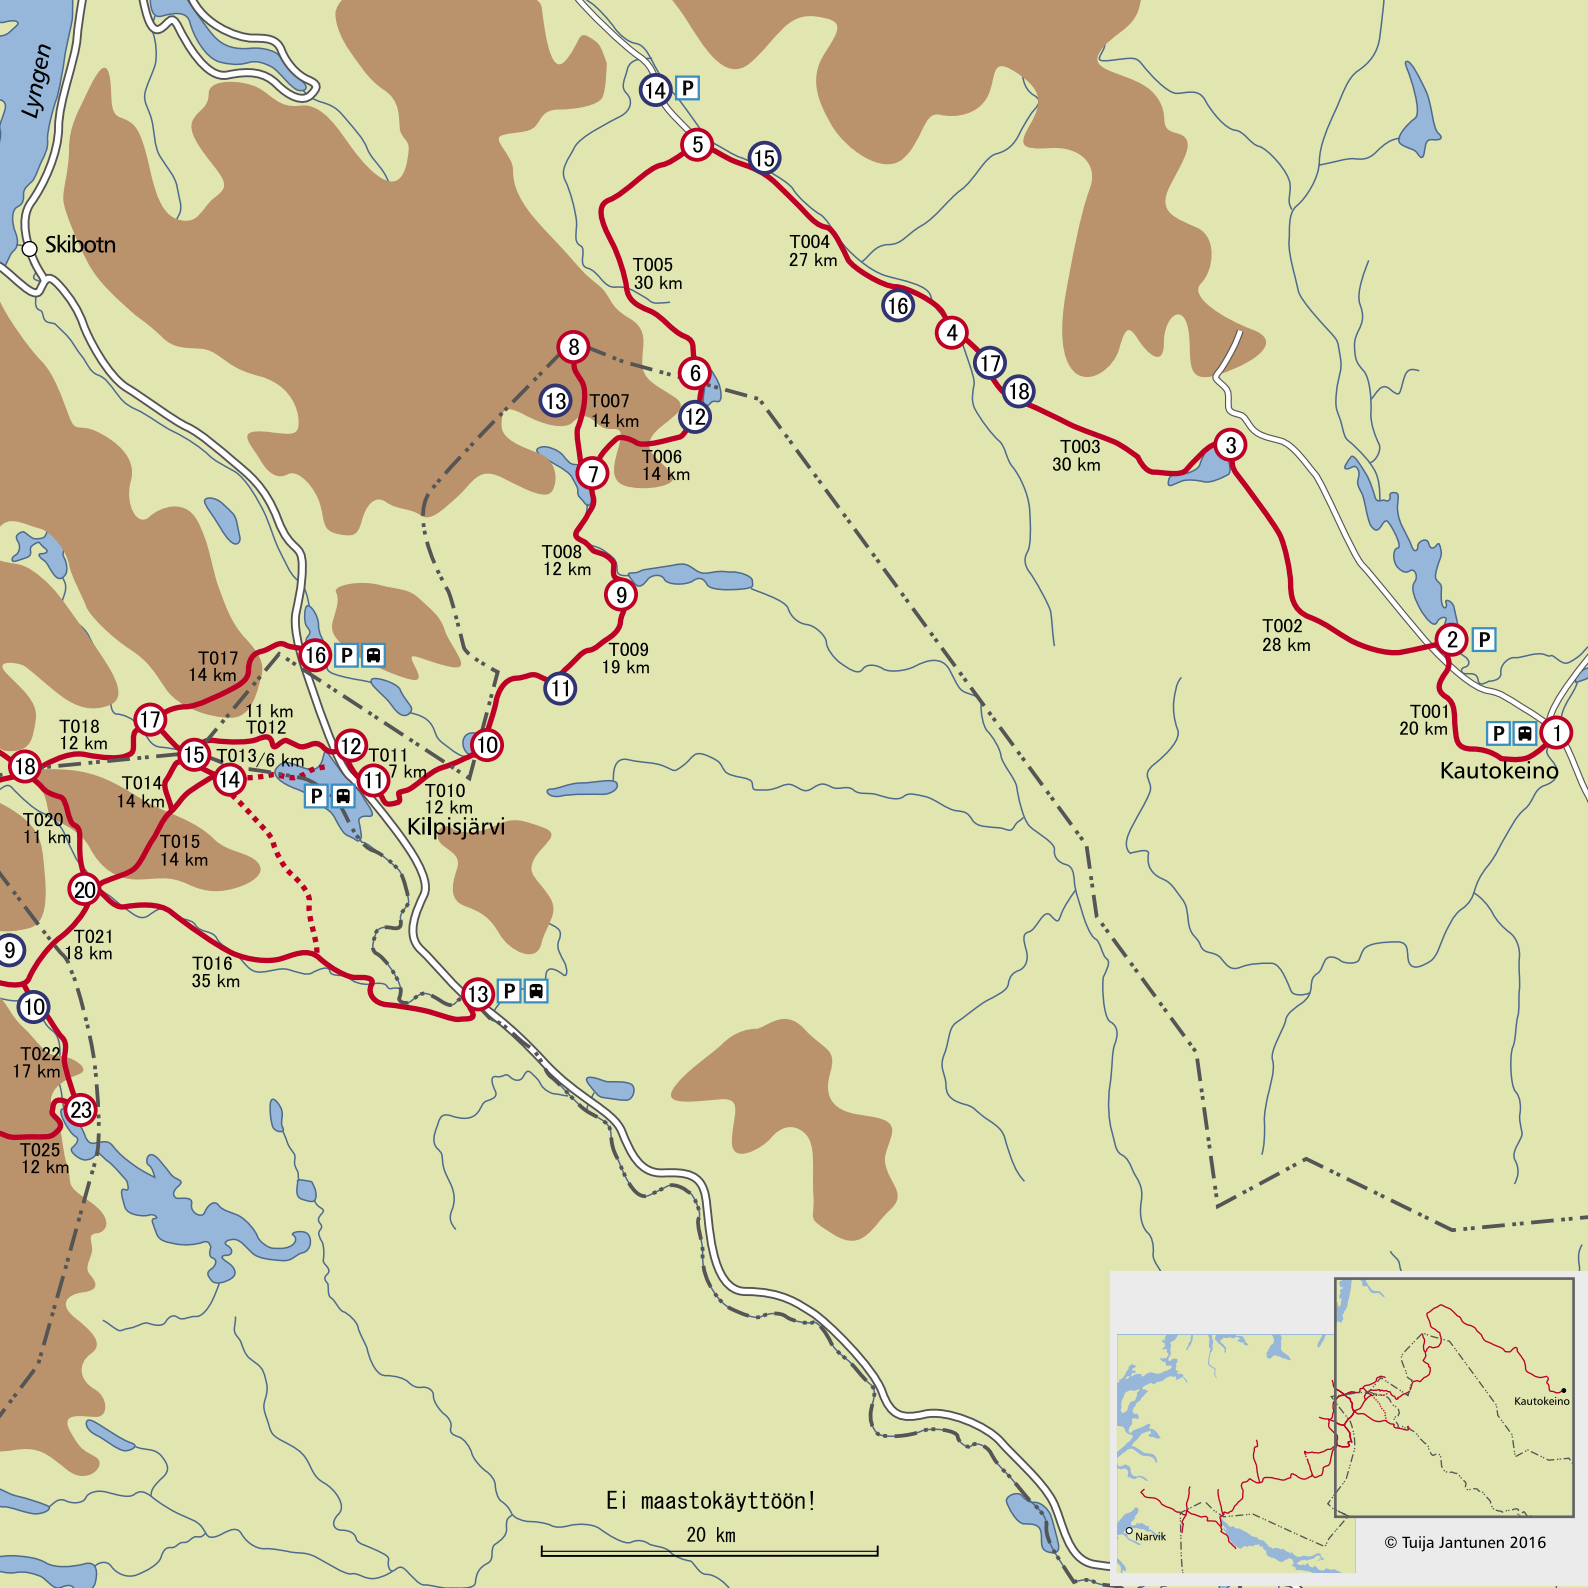 Lyngen
14 P
5
15
Skibotn
T004
27 km
T005
30 km
16
4
8
17
6
18
13
T007
14 km
12
3
T003
30 km
T006
14 km
7
T008
12 km
9
T002
28 km
2 P
16 P
T017
14 km
T009
19 km
11
11 km
T012
T001
20 km
17
T018
12 km
12
10
P 1
15
T013/6 km
T011
7 km
18
14
11
Kautokeino
T014
14 km
P
T010
12 km
Kilpisjärvi
T020
11 km
T015
14 km
20
T021
18 km
9
T016
35 km
13 P
10
T022
17 km
23
T025
12 km
Kautokeino
Ei maastokäyttöön!
20 km
Narvik
© Tuija Jantunen 2016